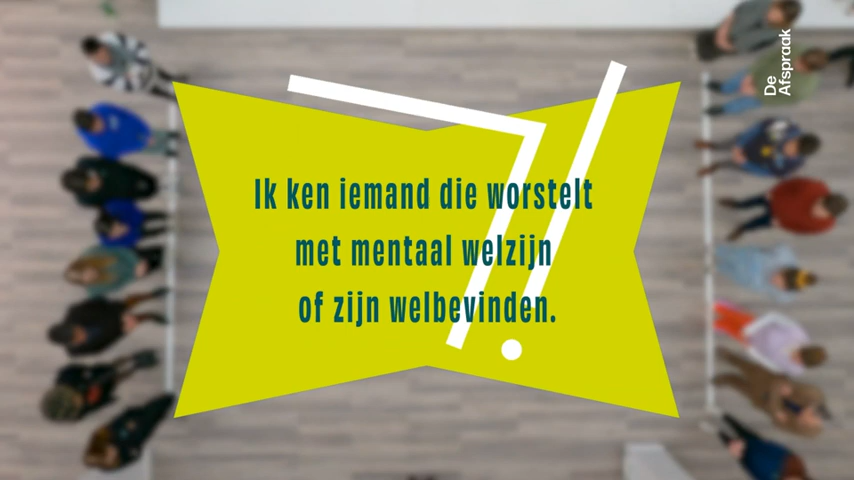 Ik ken iemand die worstelt
met mentaal welzijn
of zijn welbevinden.
De
Afspraak